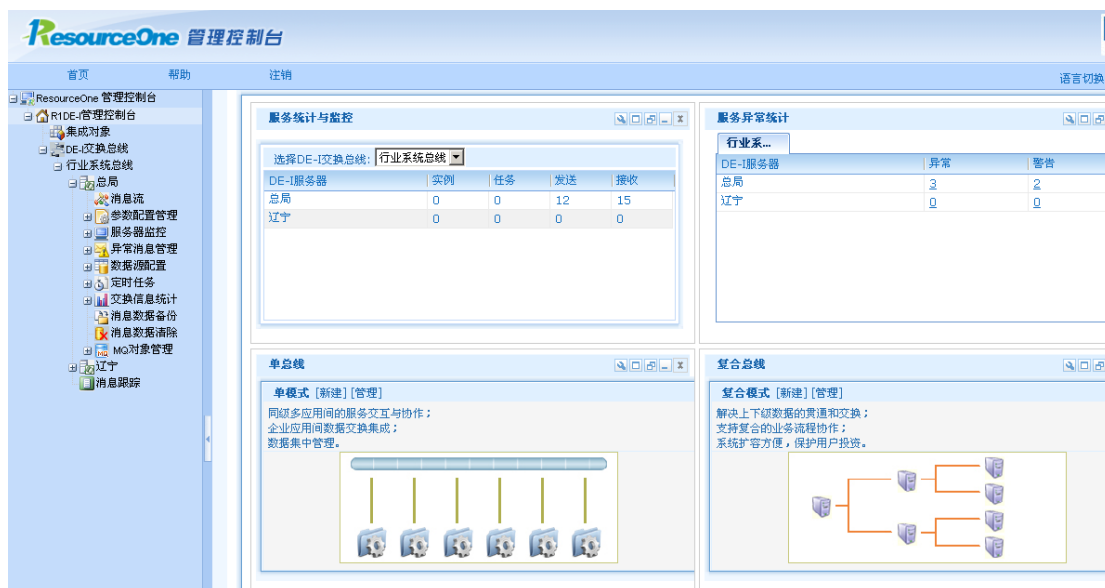 ResourceOne 管理控制台
首页 帮助 注销 语言切换
ResourceOne 管理控制台
R1DE-I管理控制台
集成对象
DE-I交换总线
行业系统总线
总局
消息流
参数配置管理
服务器监控
异常消息管理
数据源配置
定时任务
交换信息统计
消息数据备份
消息数据清除
MQ对象管理
辽宁
消息跟踪
服务统计与监控
选择DE-I交换总线: 行业系统总线
DE-I服务器 实例 任务 发送 接收
总局 0 0 12 15
辽宁 0 0 0 0
服务异常统计
行业系...
DE-I服务器 异常 警告
总局 3 2
辽宁 0 0
单总线
单模式 [新建] [管理]
同级多应用间的服务交互与协作；
企业应用间数据交换集成；
数据集中管理。
复合总线
复合模式 [新建] [管理]
解决上下级数据的贯通和交换；
支持复合的业务流程协作；
系统扩容方便，保护用户投资。